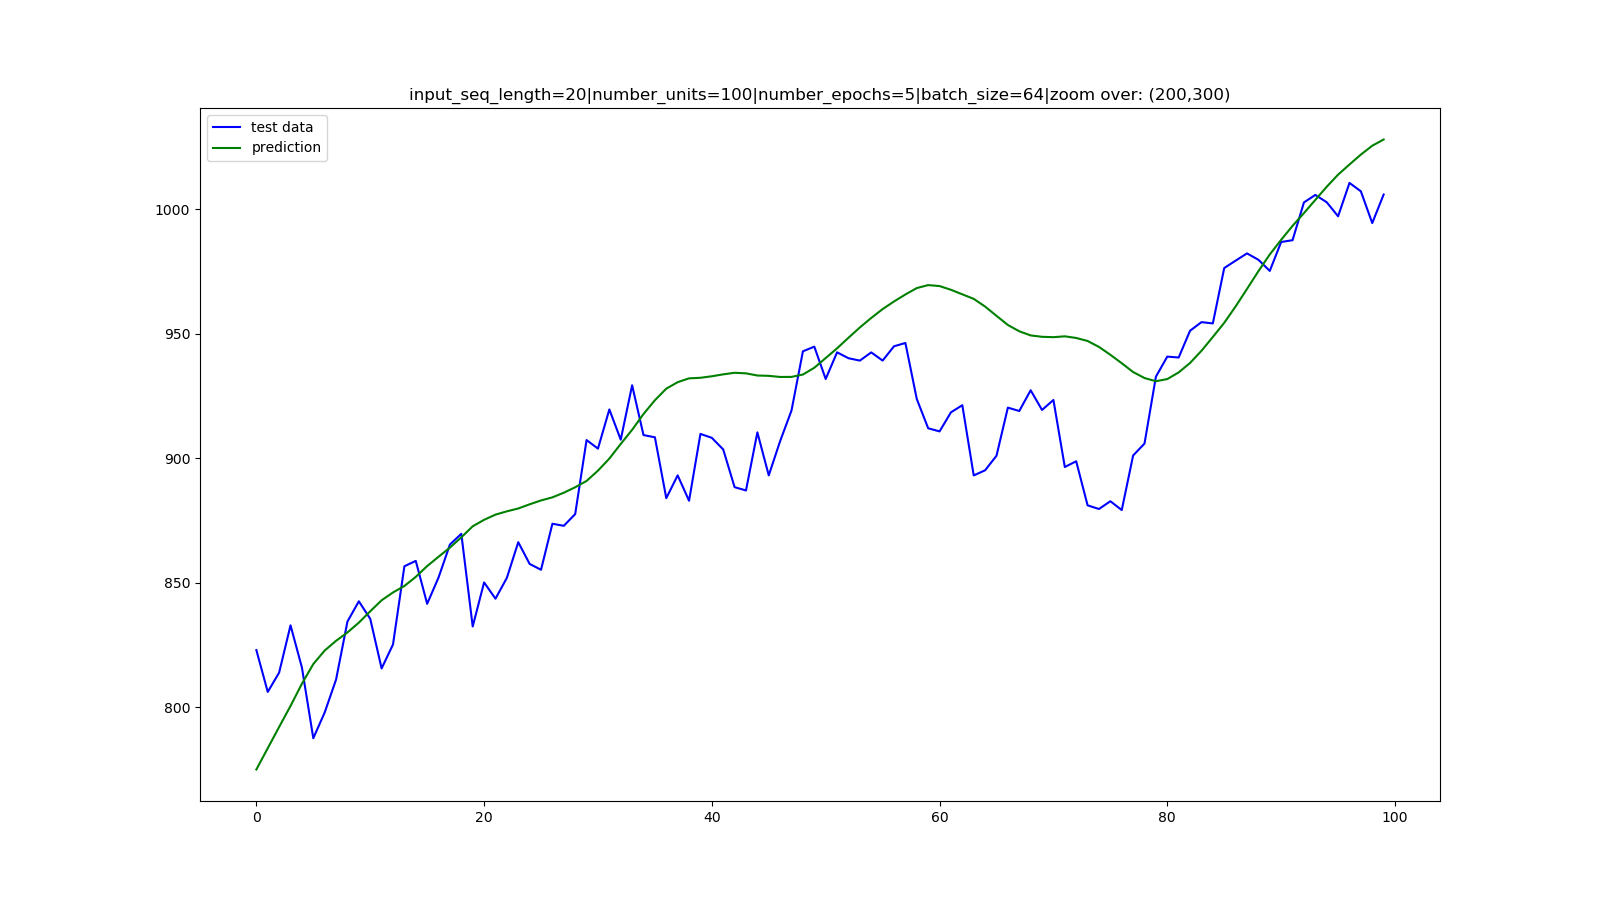 input_seq_length=20|number_units=100|number_epochs=5|batch_size=64|zoom over: (200,300)
test data
prediction
1000
950
900
850
800
0 20 40 60 80 100